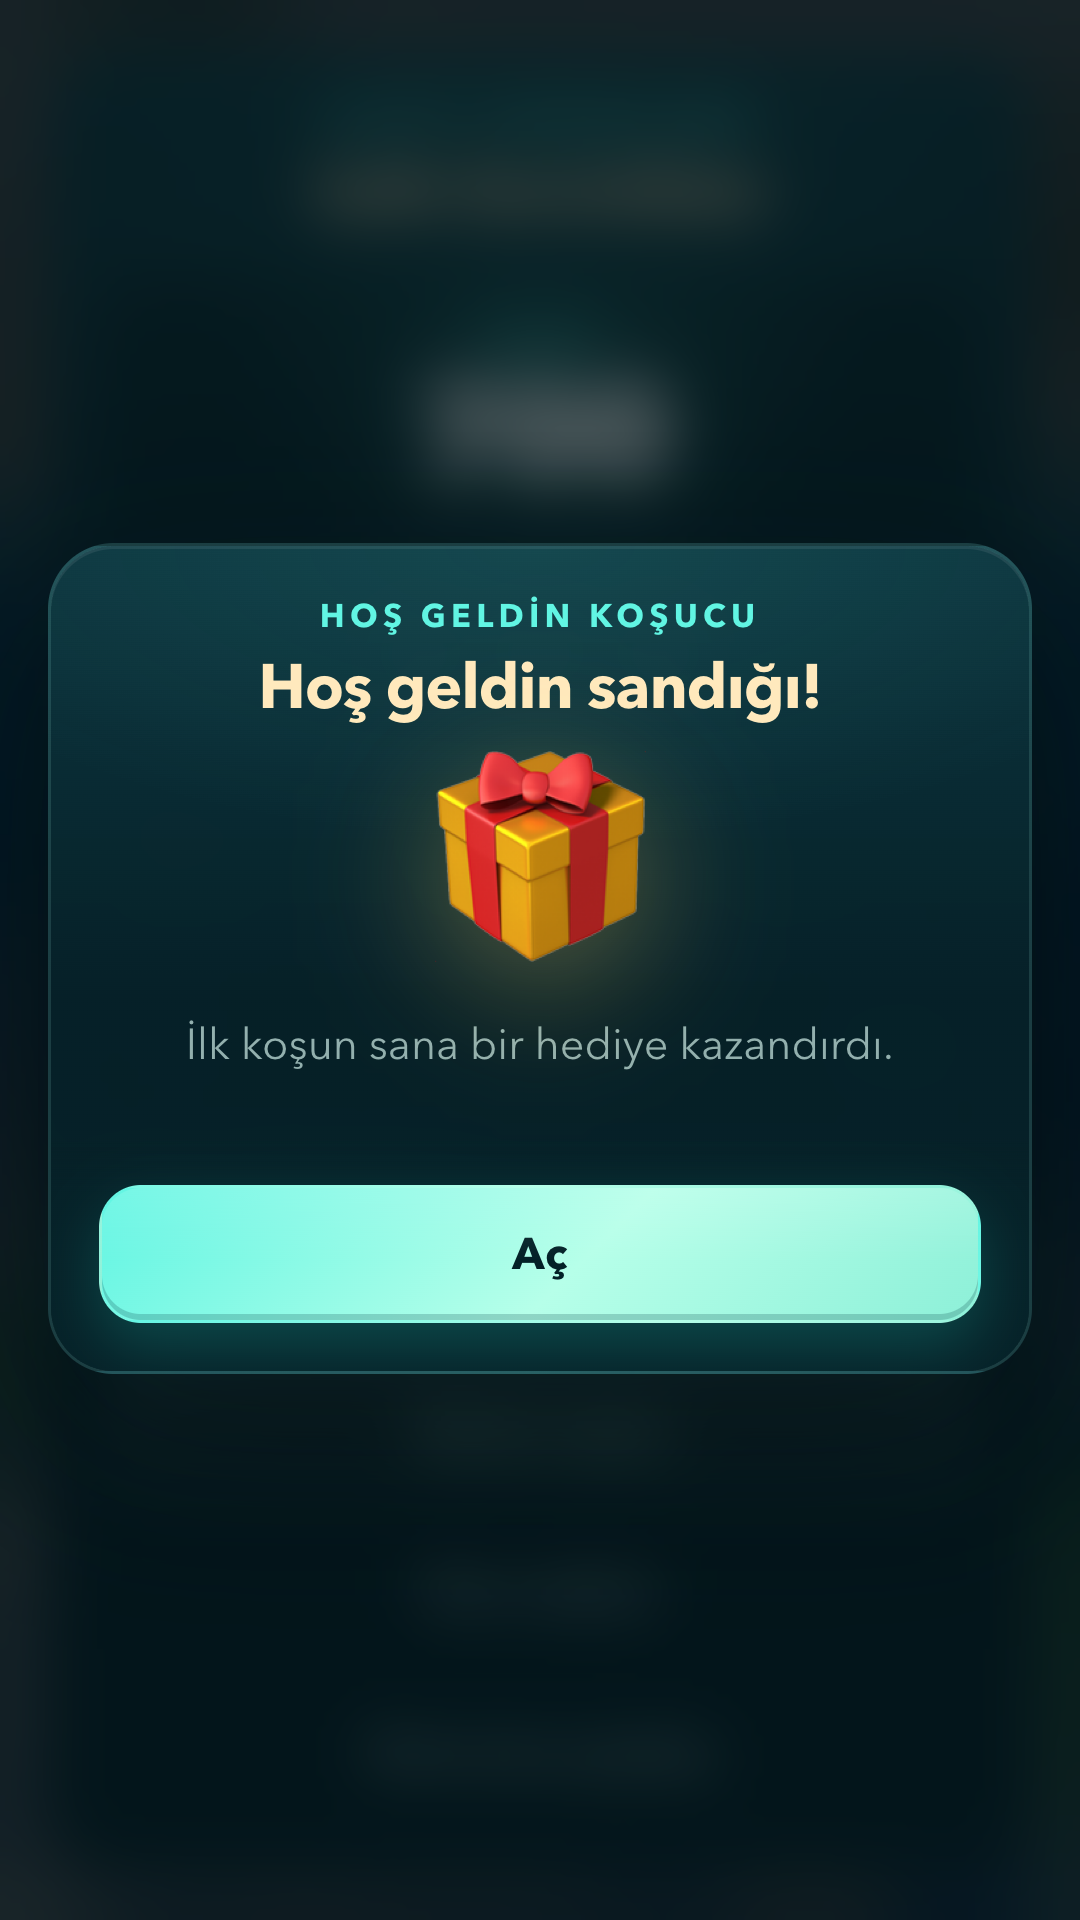 HOŞ GELDİN KOŞUCU
Hoş geldin sandığı!
İlk koşun sana bir hediye kazandırdı.
Aç